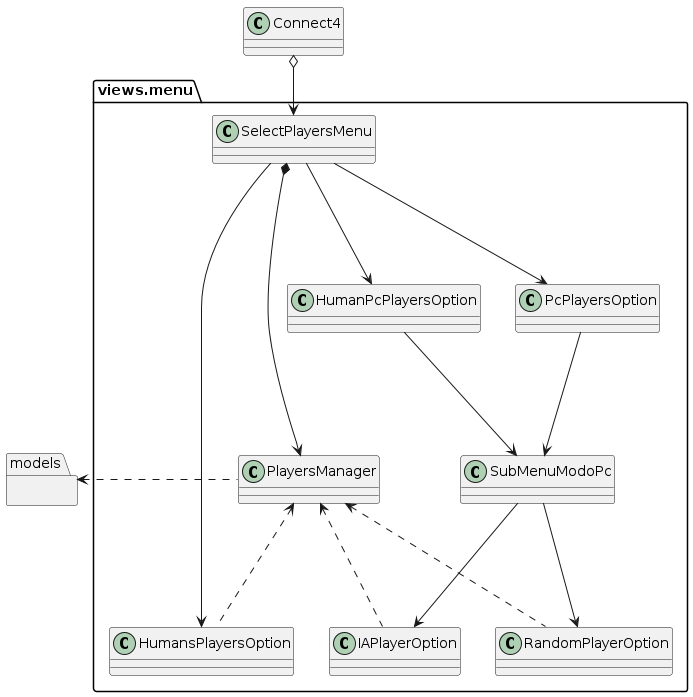 C Connect4
views.menu
C SelectPlayersMenu
C HumanPcPlayersOption
C PcPlayersOption
models
C PlayersManager
C SubMenuModoPc
C HumansPlayersOption
C IAPlayerOption
C RandomPlayerOption